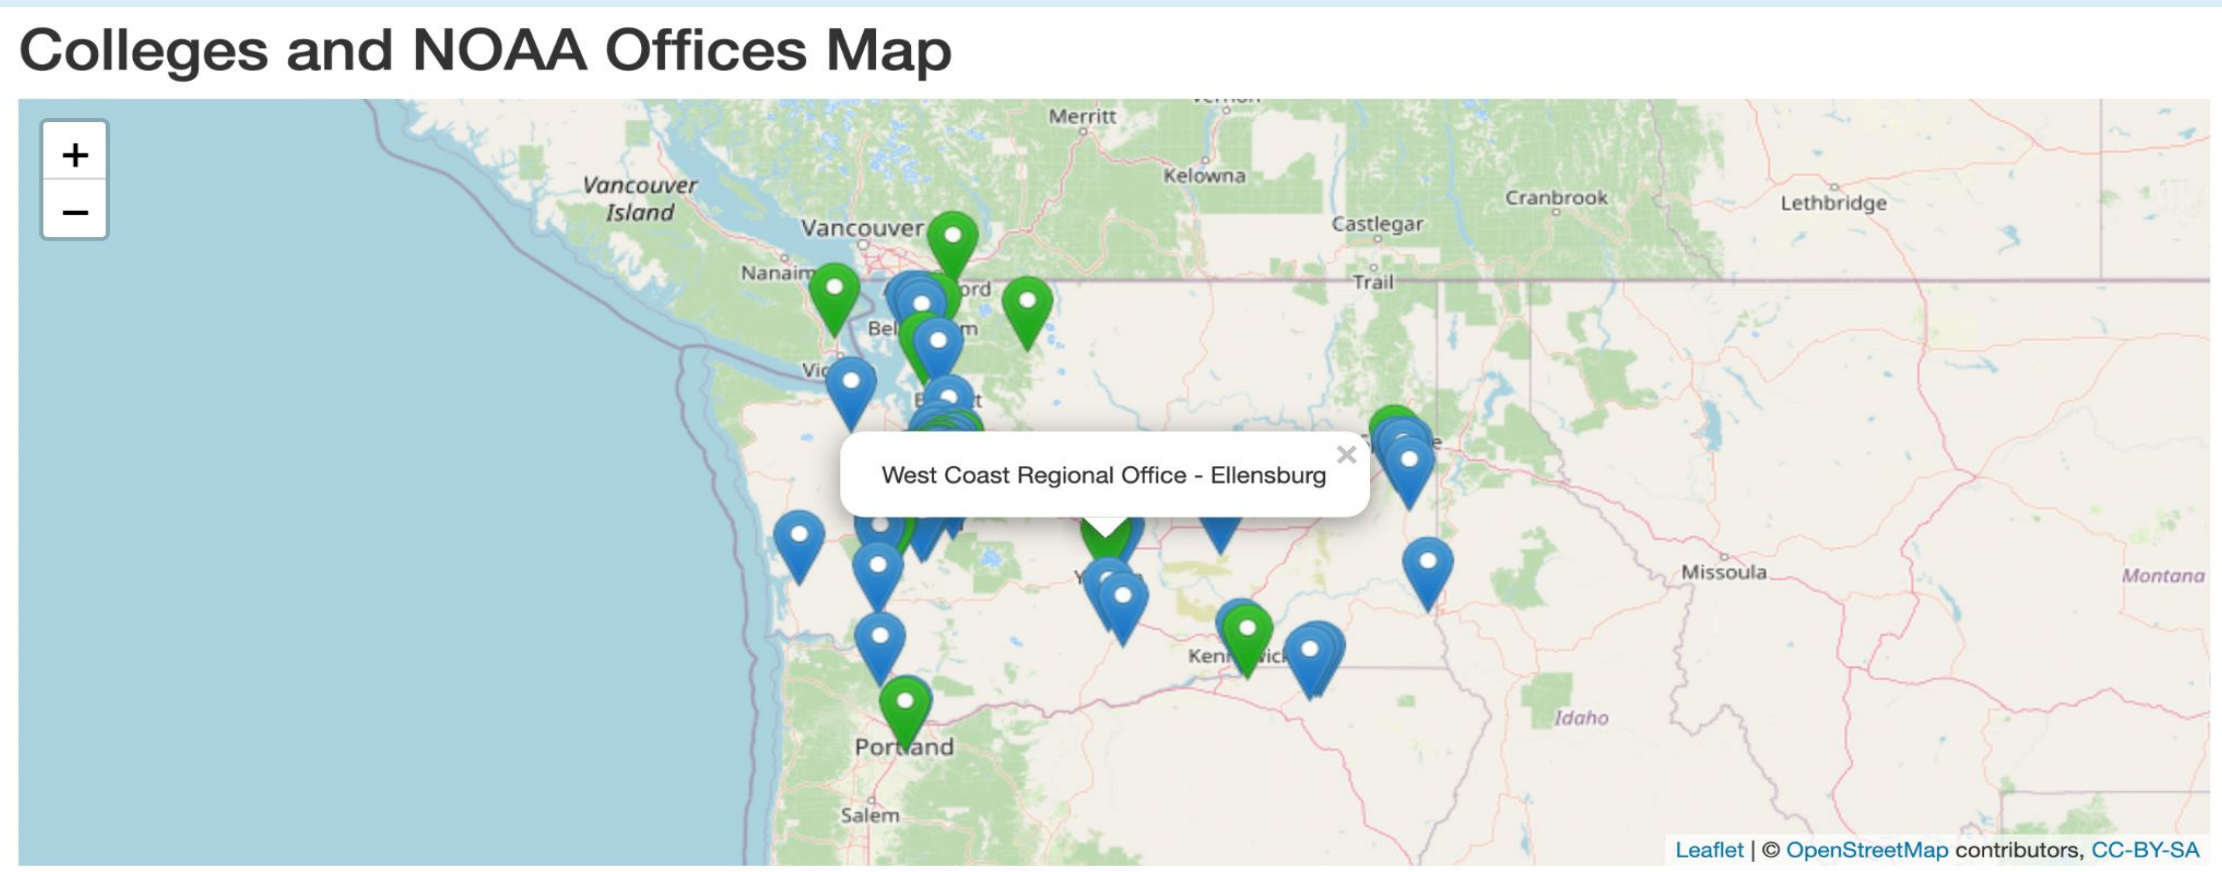 Colleges and NOAA Offices Map
+
−
Merritt
Kelowna
Vancouver
Island
Cranbrook
Lethbridge
Castlegar
Vancouver
Trail
West Coast Regional Office - Ellensburg
×
Missoula
Montana
Idaho
Portland
Salem
Leaflet | © OpenStreetMap contributors, CC-BY-SA